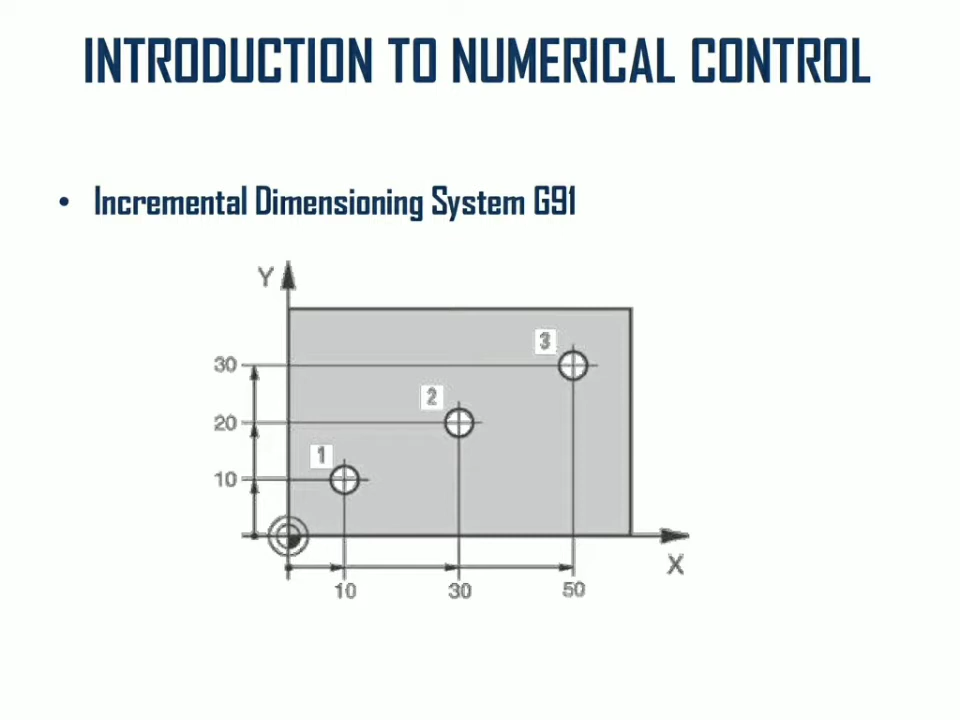 INTRODUCTION TO NUMERICAL CONTROL
• Incremental Dimensioning System G91
Y
3
30
2
20
1
10
X
10 30 50